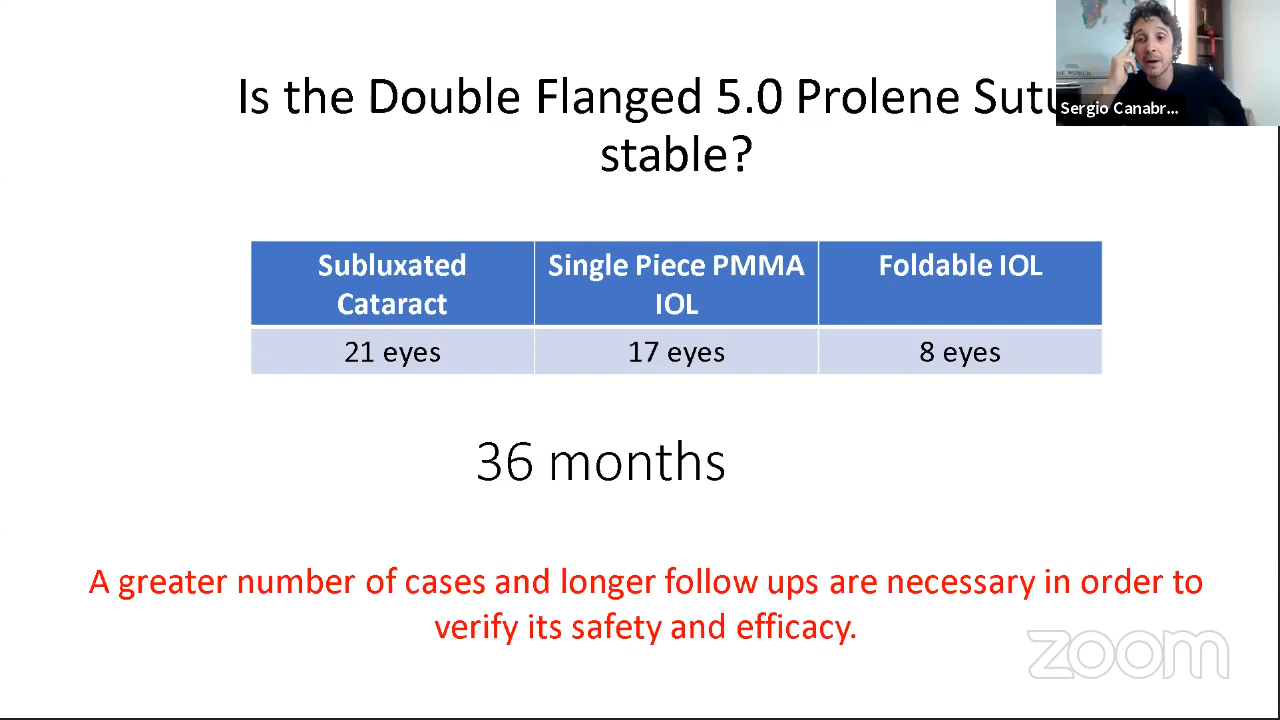 Is the Double Flanged 5.0 Prolene Sutu
stable?
Sergio Canabr...
Subluxated
Cataract
Single Piece PMMA
IOL
Foldable IOL
21 eyes
17 eyes
8 eyes
36 months
A greater number of cases and longer follow ups are necessary in order to
verify its safety and efficacy.
zoom